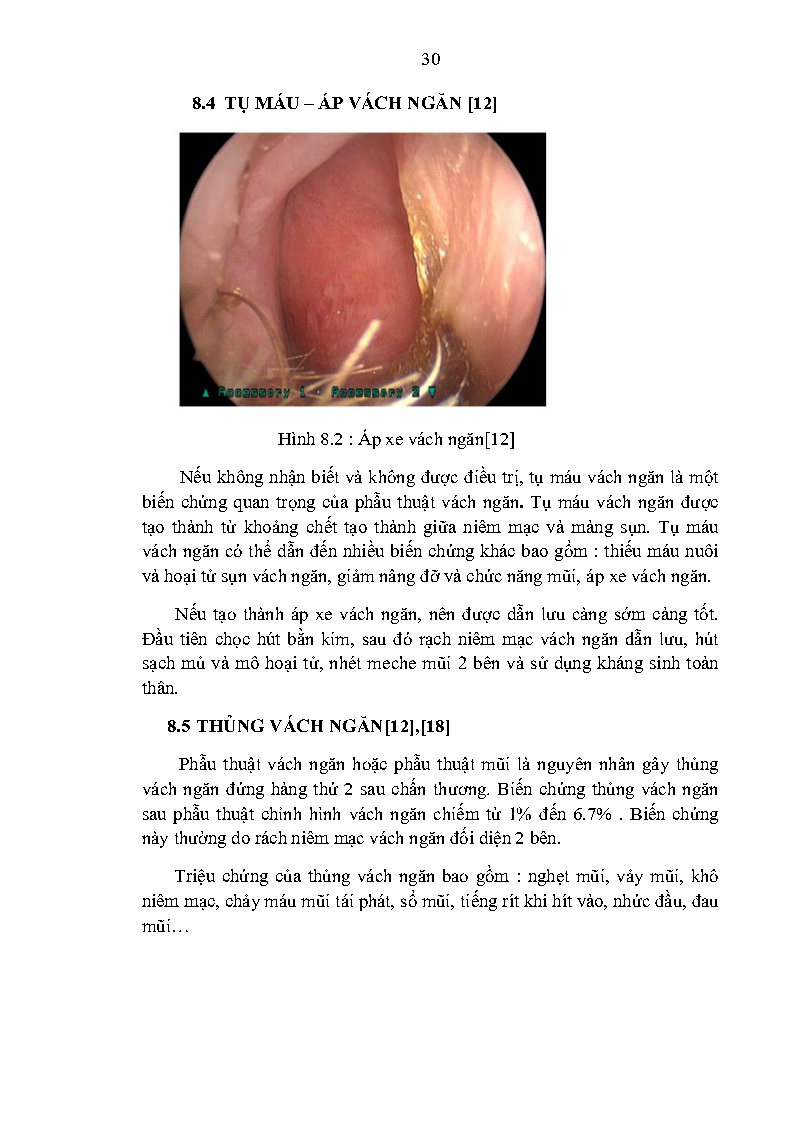 30
8.4 TỤ MÁU – ÁP VÁCH NGĂN [12]
▲ Accessory 1 · Accessory 2 ▼
Hình 8.2 : Áp xe vách ngăn[12]
Nếu không nhận biết và không được điều trị, tụ máu vách ngăn là một
biến chứng quan trọng của phẫu thuật vách ngăn. Tụ máu vách ngăn được
tạo thành từ khoảng chết tạo thành giữa niêm mạc và màng sụn. Tụ máu
vách ngăn có thể dẫn đến nhiều biến chứng khác bao gồm : thiếu máu nuôi
và hoại tử sụn vách ngăn, giảm nâng đỡ và chức năng mũi, áp xe vách ngăn.
Nếu tạo thành áp xe vách ngăn, nên được dẫn lưu càng sớm càng tốt.
Đầu tiên chọc hút bằn kim, sau đó rạch niêm mạc vách ngăn dẫn lưu, hút
sạch mủ và mô hoại tử, nhét meche mũi 2 bên và sử dụng kháng sinh toàn
thân.
8.5 THỦNG VÁCH NGĂN[12],[18]
Phẫu thuật vách ngăn hoặc phẫu thuật mũi là nguyên nhân gây thủng
vách ngăn đứng hàng thứ 2 sau chấn thương. Biến chứng thủng vách ngăn
sau phẫu thuật chỉnh hình vách ngăn chiếm từ 1% đến 6.7% . Biến chứng
này thường do rách niêm mạc vách ngăn đối diện 2 bên.
Triệu chứng của thủng vách ngăn bao gồm : nghẹt mũi, vảy mũi, khô
niêm mạc, chảy máu mũi tái phát, sổ mũi, tiếng rít khi hít vào, nhức đầu, đau
mũi…